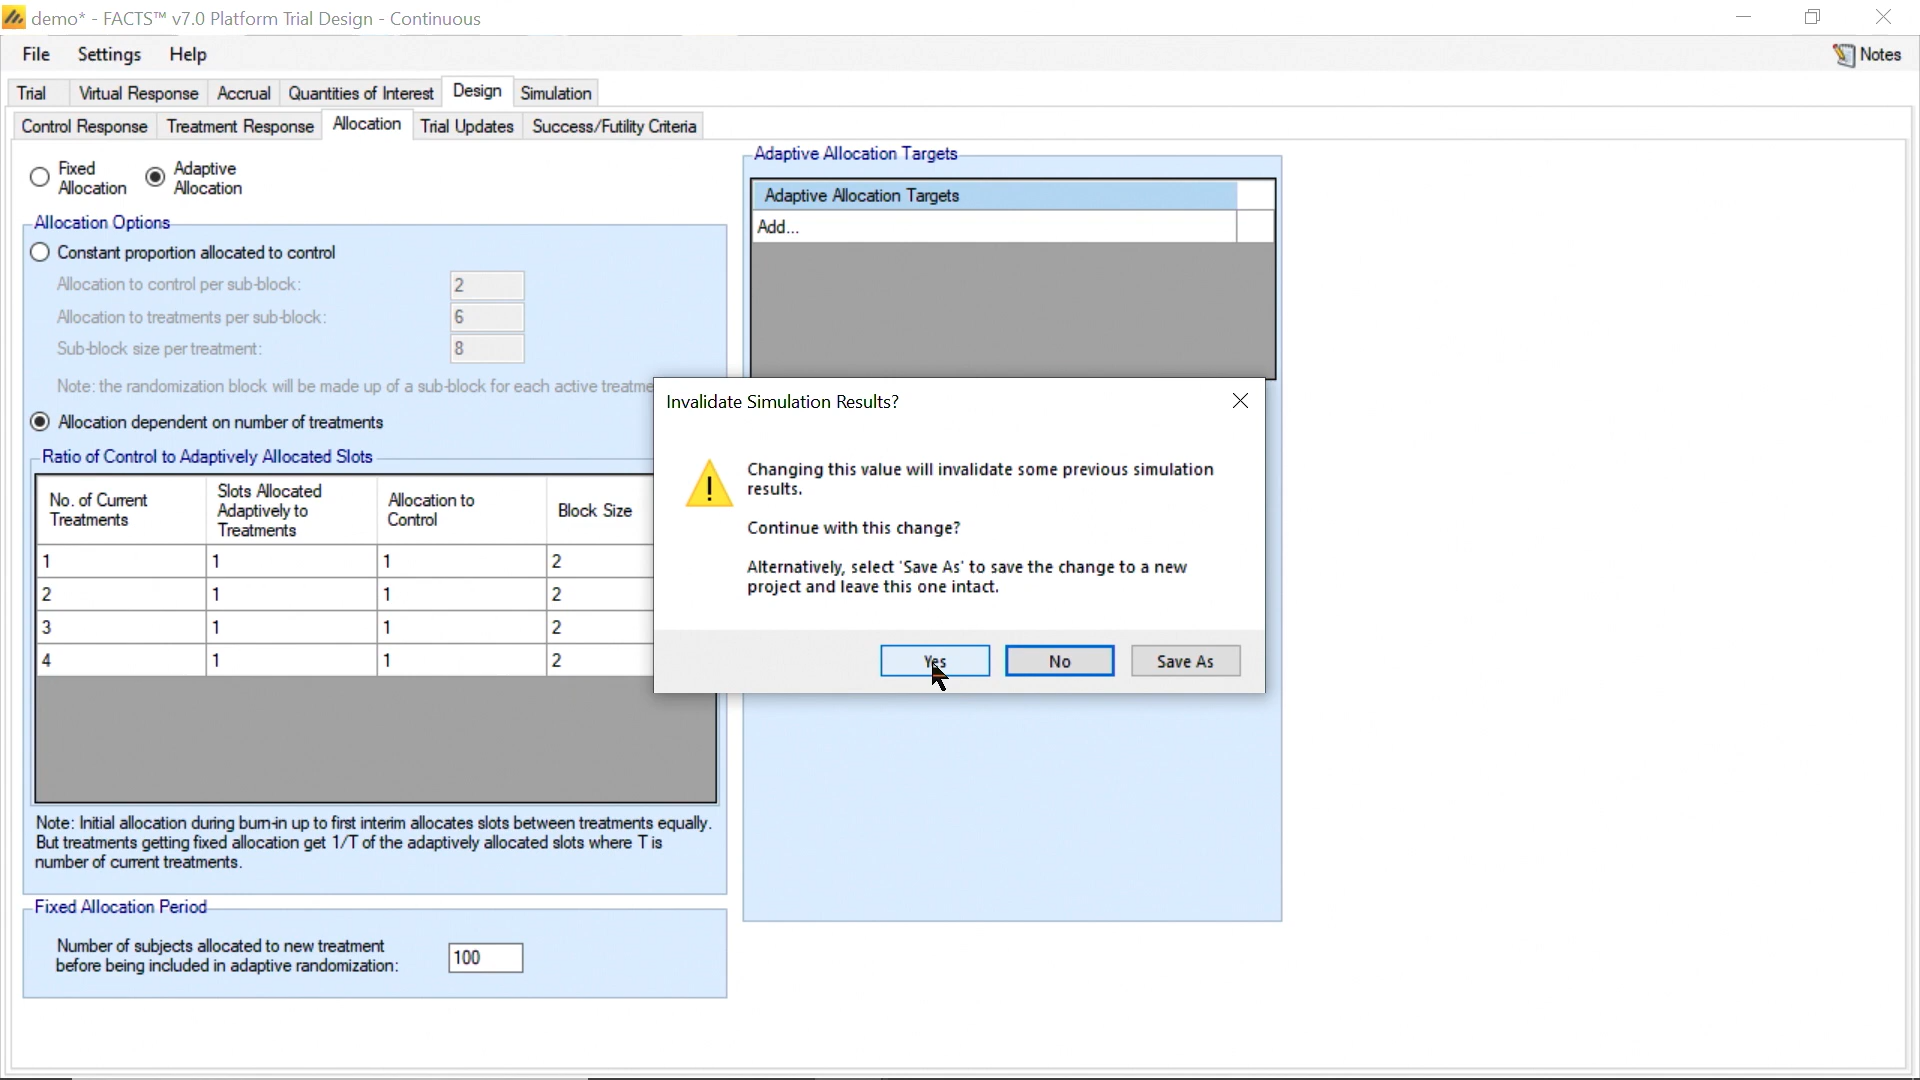 demo* - FACTS™ v7.0 Platform Trial Design - Continuous
File Settings Help Notes
Trial Virtual Response Accrual Quantities of Interest Design Simulation
Control Response Treatment Response Allocation Trial Updates Success/Futility Criteria
Fixed Allocation
Adaptive Allocation
Allocation Options
Constant proportion allocated to control
Allocation to control per sub-block: 2
Allocation to treatments per sub-block: 6
Sub-block size per treatment: 8
Note: the randomization block will be made up of a sub-block for each active
Allocation dependent on number of treatments
Ratio of Control to Adaptively Allocated Slots
No. of Current Treatments Slots Allocated Adaptively to Treatments Allocation to Control Block Size
1 1 1 2
2 1 1 2
3 1 1 2
4 1 1 2
Note: Initial allocation during burn-in up to first interim allocates slots between treatments equally.
But treatments getting fixed allocation get 1/T of the adaptively allocated slots where T is
number of current treatments.
Fixed Allocation Period
Number of subjects allocated to new treatment
before being included in adaptive randomization: 100
Adaptive Allocation Targets
Adaptive Allocation Targets
Add...
Invalidate Simulation Results?
Changing this value will invalidate some previous simulation
results.
Continue with this change?
Alternatively, select 'Save As' to save the change to a new
project and leave this one intact.
Yes No Save As